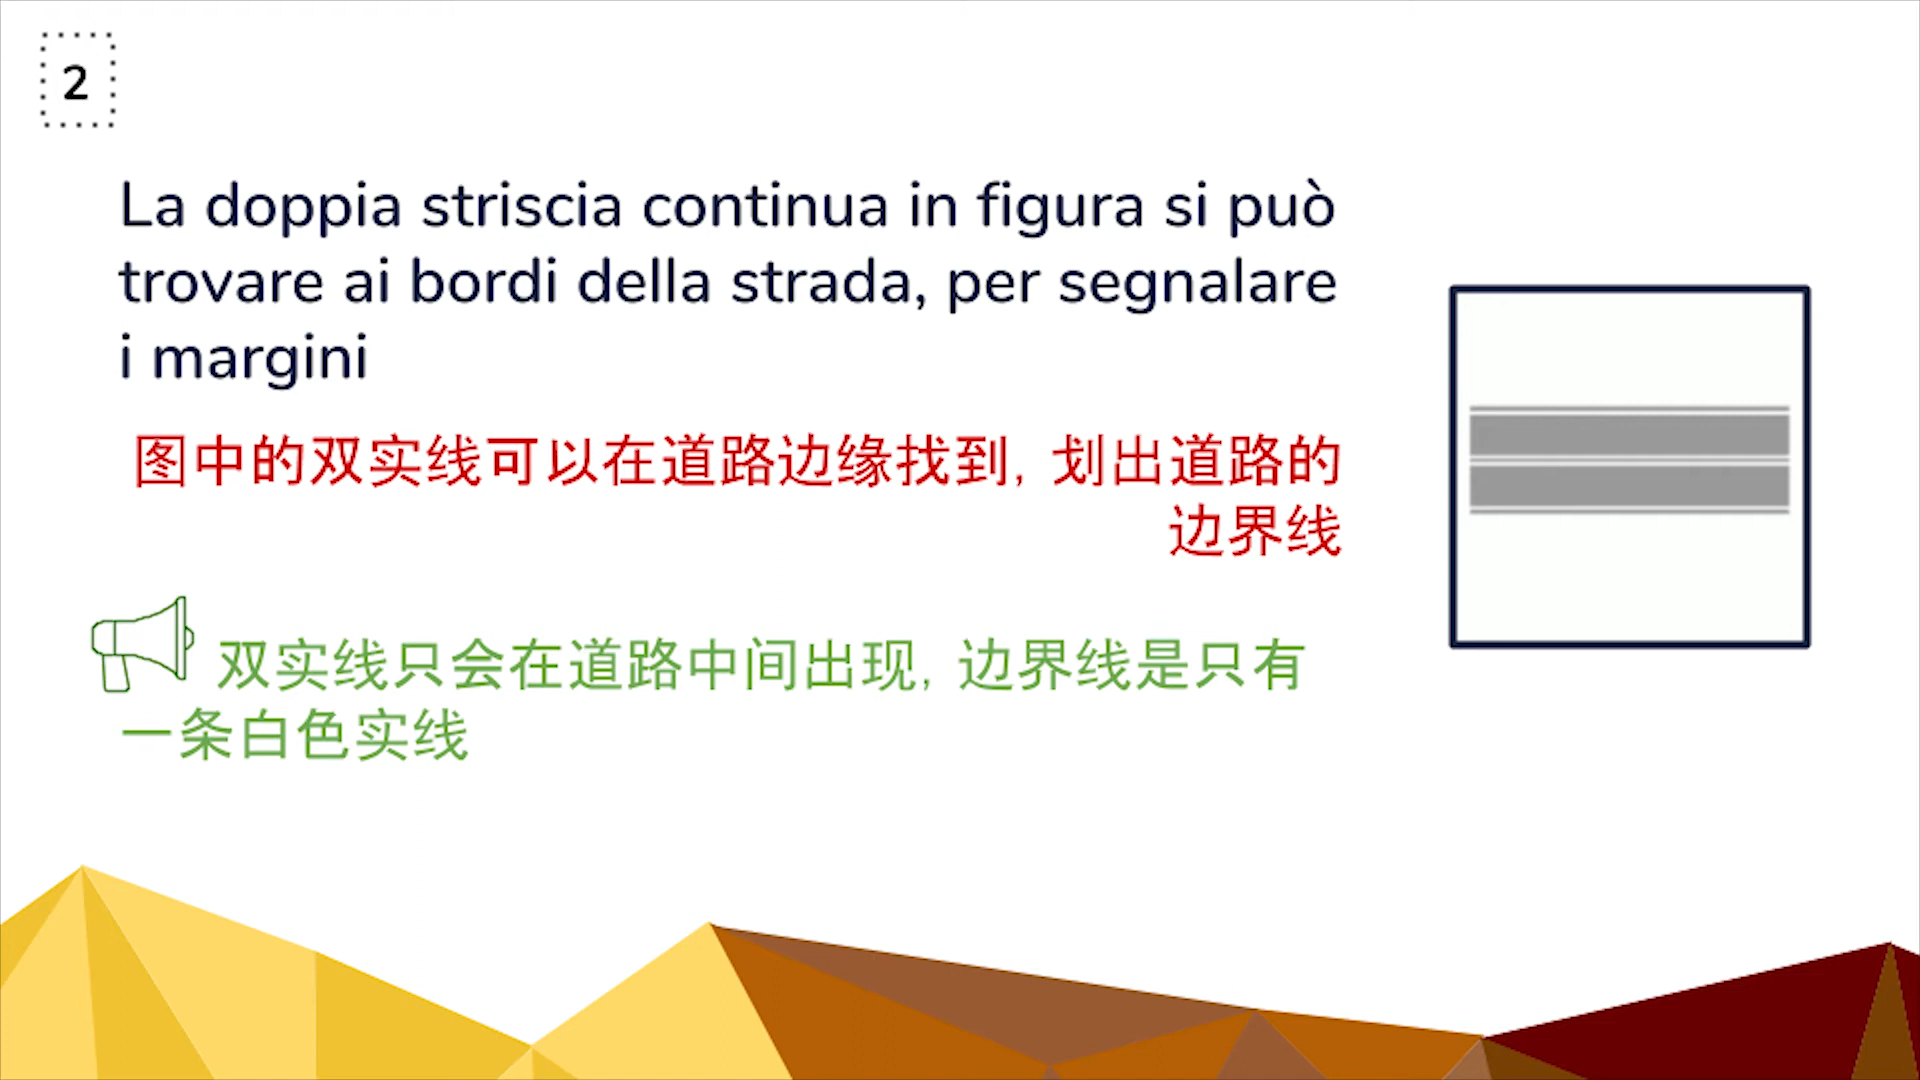 2
La doppia striscia continua in figura si può
trovare ai bordi della strada, per segnalare
i margini
图中的双实线可以在道路边缘找到, 划出道路的
边界线
双实线只会在道路中间出现, 边界线是只有
一条白色实线